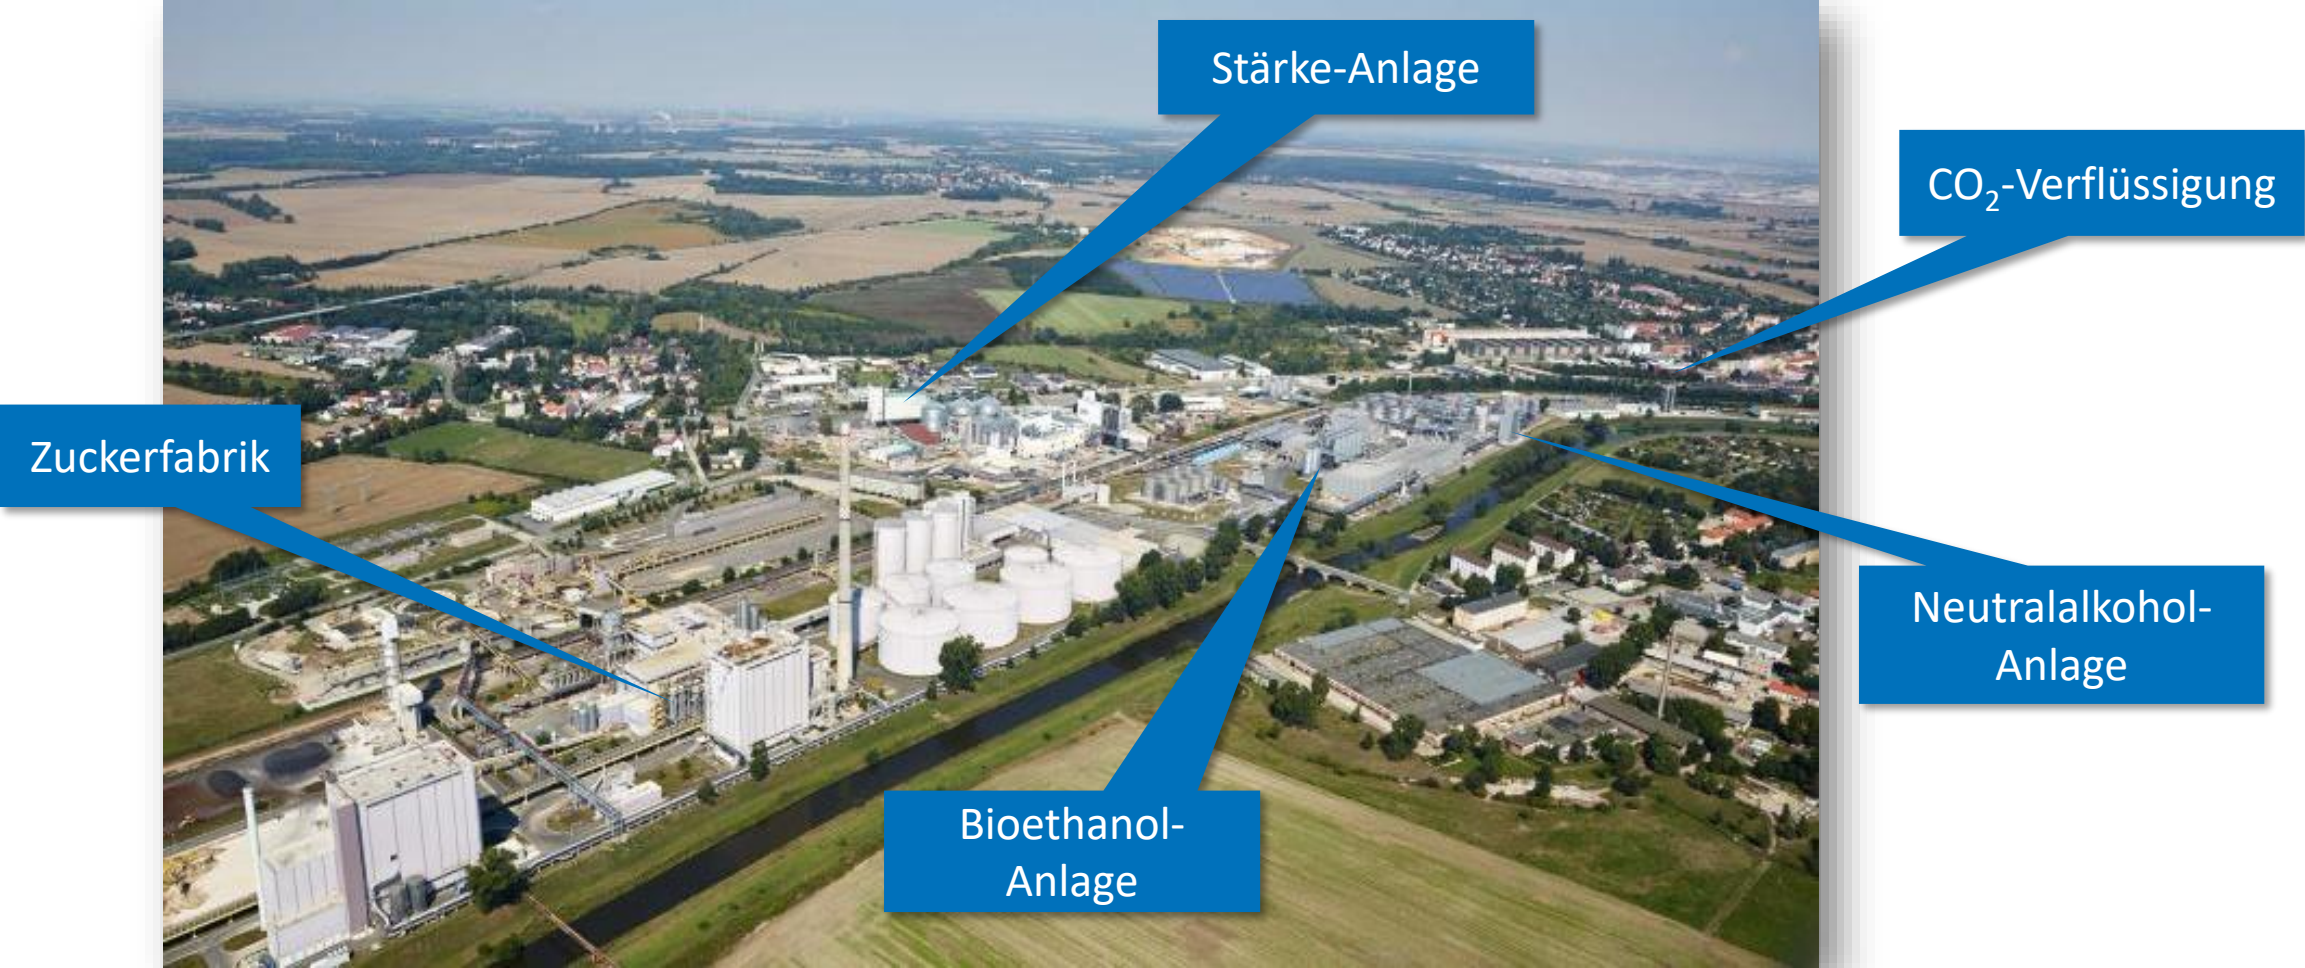 Stärke-Anlage
CO₂-Verflüssigung
Zuckerfabrik
Neutralalkohol-
Anlage
Bioethanol-
Anlage